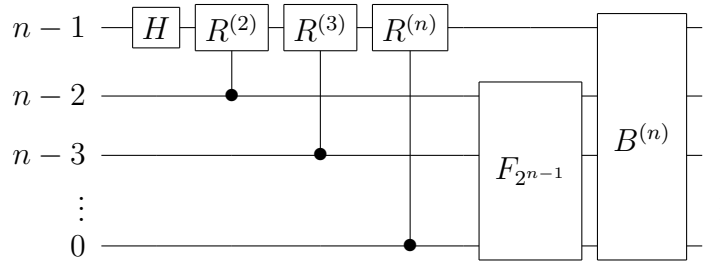 n − 1 H R^{(2)} R^{(3)} R^{(n)}
n − 2
n − 3 F_{2^{n−1}} B^{(n)}
⋮
0